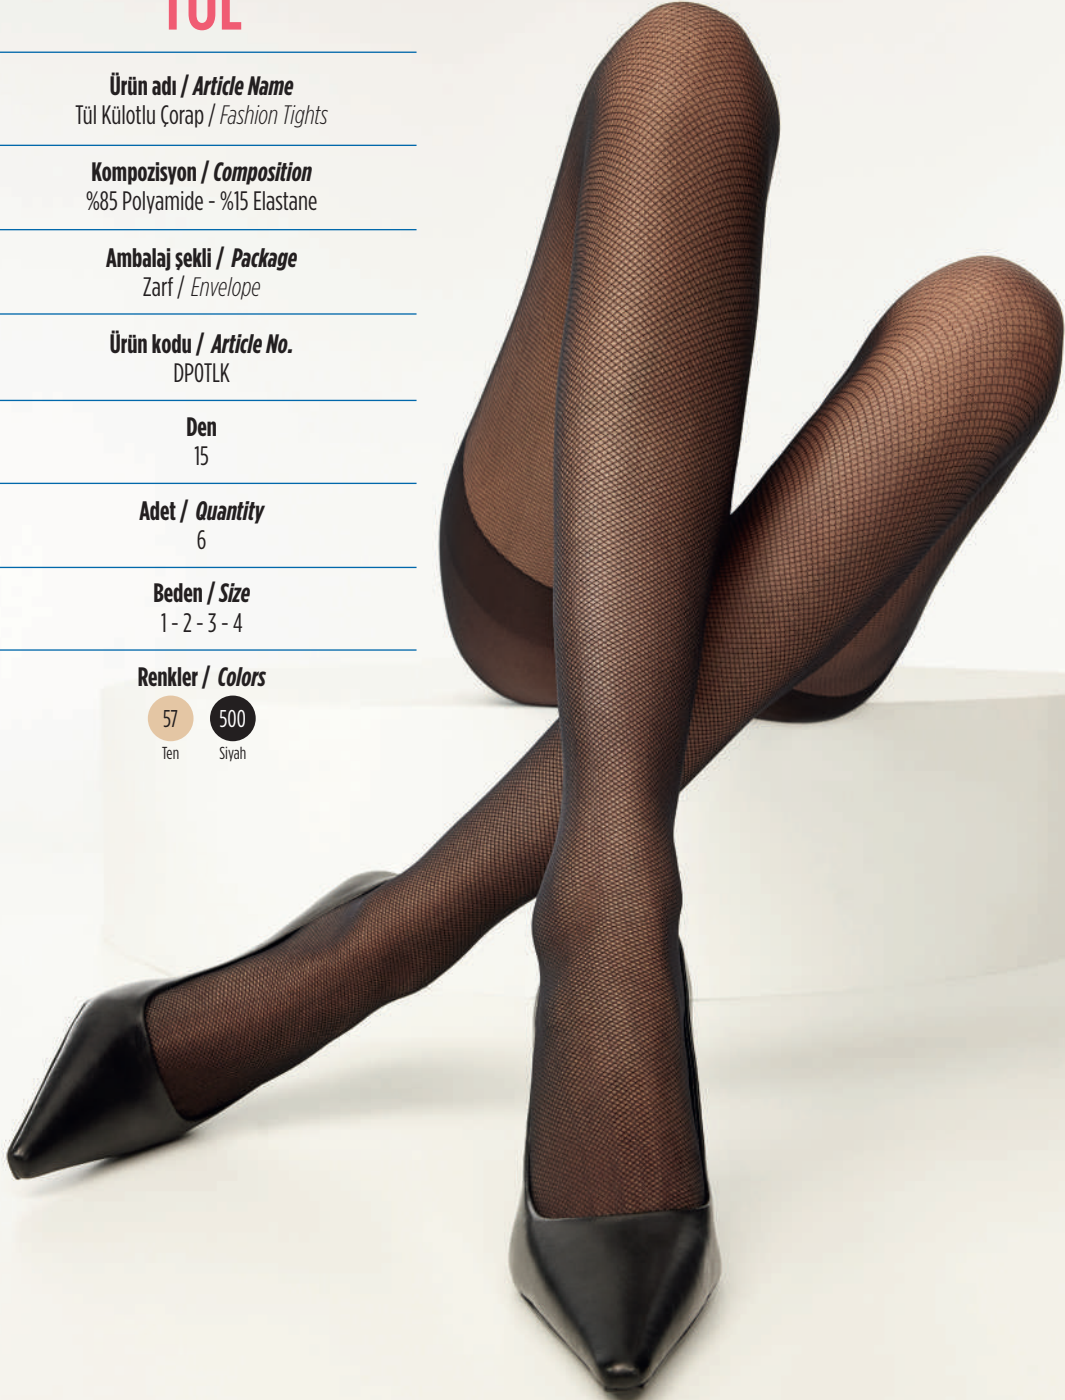 TÜL
Ürün adı / Article Name
Tül Külotlu Çorap / Fashion Tights
Kompozisyon / Composition
%85 Polyamide - %15 Elastane
Ambalaj şekli / Package
Zarf / Envelope
Ürün kodu / Article No.
DP0TLK
Den
15
Adet / Quantity
6
Beden / Size
1 - 2 - 3 - 4
Renkler / Colors
57 500
Ten Siyah